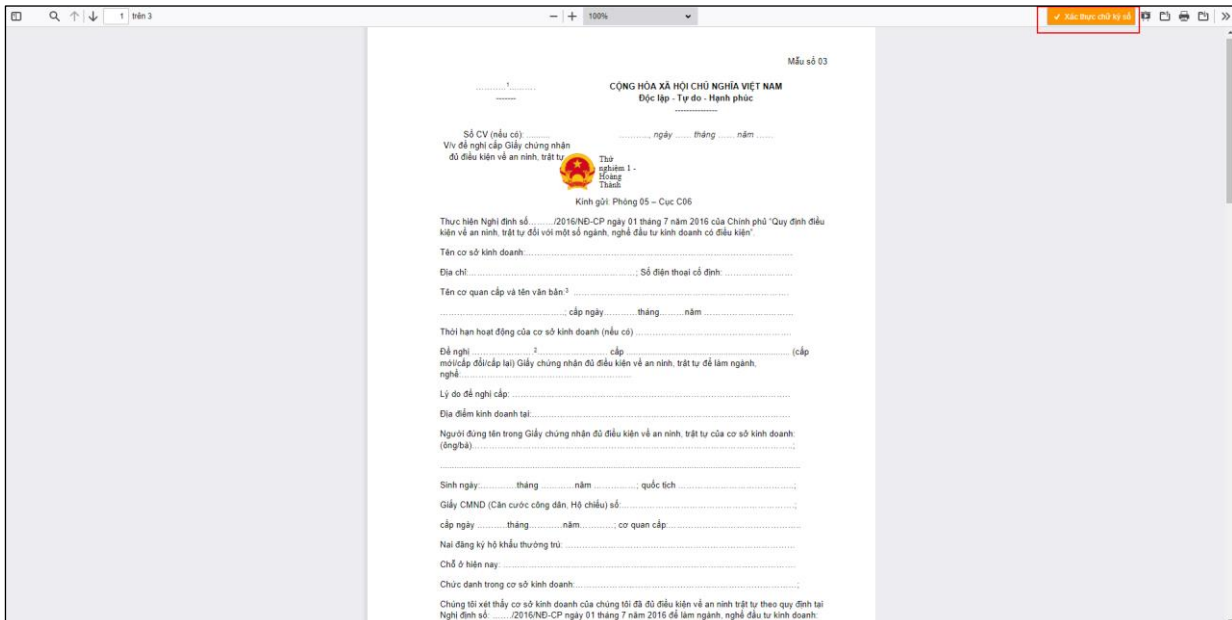 1 trên 3
100%
Xác thực chữ ký số
Mẫu số 03
..........¹..........
-------
CỘNG HÒA XÃ HỘI CHỦ NGHĨA VIỆT NAM
Độc lập - Tự do - Hạnh phúc
---------------
Số CV (nếu có): .........
V/v đề nghị cấp Giấy chứng nhận
đủ điều kiện về an ninh, trật tự
..........., ngày ...... tháng ...... năm ......
Thử
nghiệm 1 -
Hoàng
Thành
Kính gửi: Phòng 05 – Cục C06
Thực hiện Nghị định số......../2016/NĐ-CP ngày 01 tháng 7 năm 2016 của Chính phủ “Quy định điều
kiện về an ninh, trật tự đối với một số ngành, nghề đầu tư kinh doanh có điều kiện”.
Tên cơ sở kinh doanh:..........................................................................
Địa chỉ:................................................; Số điện thoại cố định: ........................
Tên cơ quan cấp và tên văn bản:³ ..........................................................................
............................................; cấp ngày...........tháng.........năm ................................
Thời hạn hoạt động của cơ sở kinh doanh (nếu có) .......................................................
Đề nghị ......................²................................... cấp .......................................................... (cấp
mới/cấp đổi/cấp lại) Giấy chứng nhận đủ điều kiện về an ninh, trật tự để làm ngành,
nghề:............................................................
Lý do đề nghị cấp: ..........................................................................
Địa điểm kinh doanh tại:..........................................................................
Người đứng tên trong Giấy chứng nhận đủ điều kiện về an ninh, trật tự của cơ sở kinh doanh:
(ông/bà)..........................................................................;
..........................................................................
Sinh ngày:.............tháng ............năm ...............; quốc tịch ..........................................;
Giấy CMND (Căn cước công dân, Hộ chiếu) số:..............................................................;
cấp ngày ...........tháng............năm............; cơ quan cấp:...............................................
Nơi đăng ký hộ khẩu thường trú: ..........................................................................
Chỗ ở hiện nay: ..........................................................................
Chức danh trong cơ sở kinh doanh:..........................................................................;
Chúng tôi xét thấy cơ sở kinh doanh của chúng tôi đã đủ điều kiện về an ninh trật tự theo quy định tại
Nghị định số: ......./2016/NĐ-CP ngày 01 tháng 7 năm 2016 để làm ngành, nghề đầu tư kinh doanh: